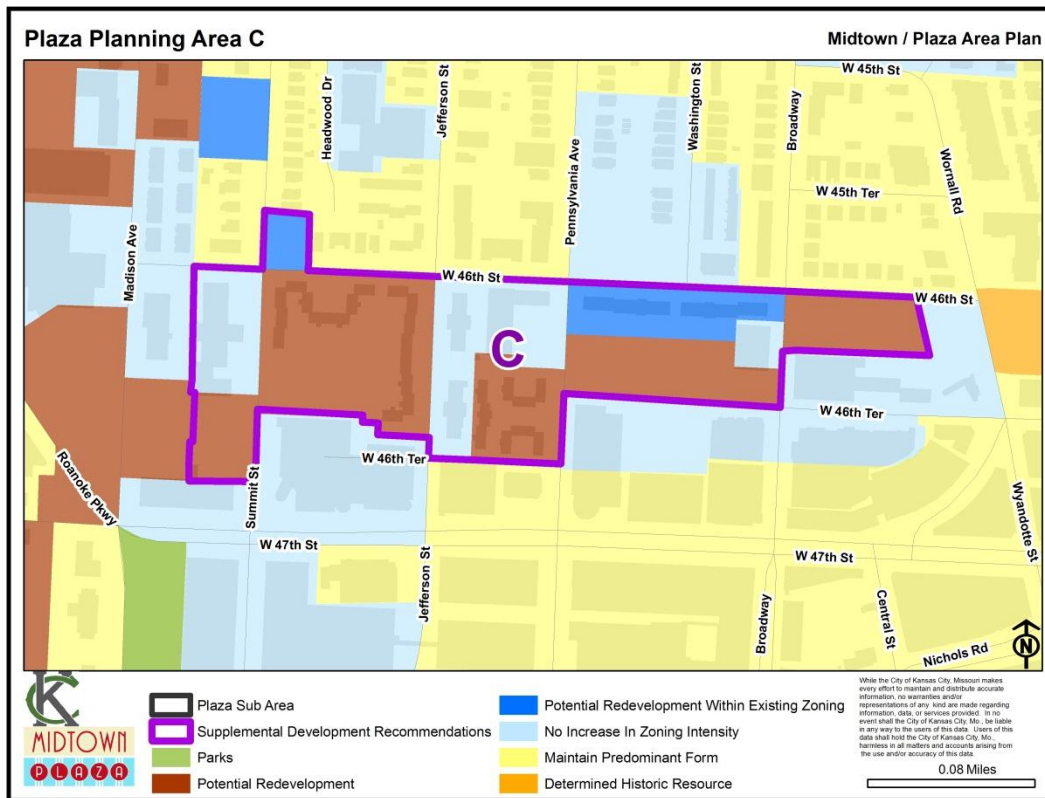 Plaza Planning Area C
Midtown / Plaza Area Plan
W 45th St
Headwood Dr
Jefferson St
Washington St
Broadway
Pennsylvania Ave
Wornall Rd
W 45th Ter
Madison Ave
W 46th St
W 46th St
C
W 46th Ter
W 46th Ter
Roanoke Pkwy
Summit St
Wyandotte St
W 47th St
W 47th St
Jefferson St
Broadway
Central St
Nichols Rd
N
KC
MIDTOWN
PLAZA
Plaza Sub Area
Supplemental Development Recommendations
Parks
Potential Redevelopment
Potential Redevelopment Within Existing Zoning
No Increase In Zoning Intensity
Maintain Predominant Form
Determined Historic Resource
While the City of Kansas City, Missouri makes
every effort to maintain and distribute accurate
information, no warranties and/or
representations of any kind are made regarding
information, data, or services provided. In no
event shall the City of Kansas City, Mo., be liable
in any way to the users of this data. Users of this
data shall hold the City of Kansas City, Mo.,
harmless in all matters and accounts arising from
the use and/or accuracy of this data.
0.08 Miles